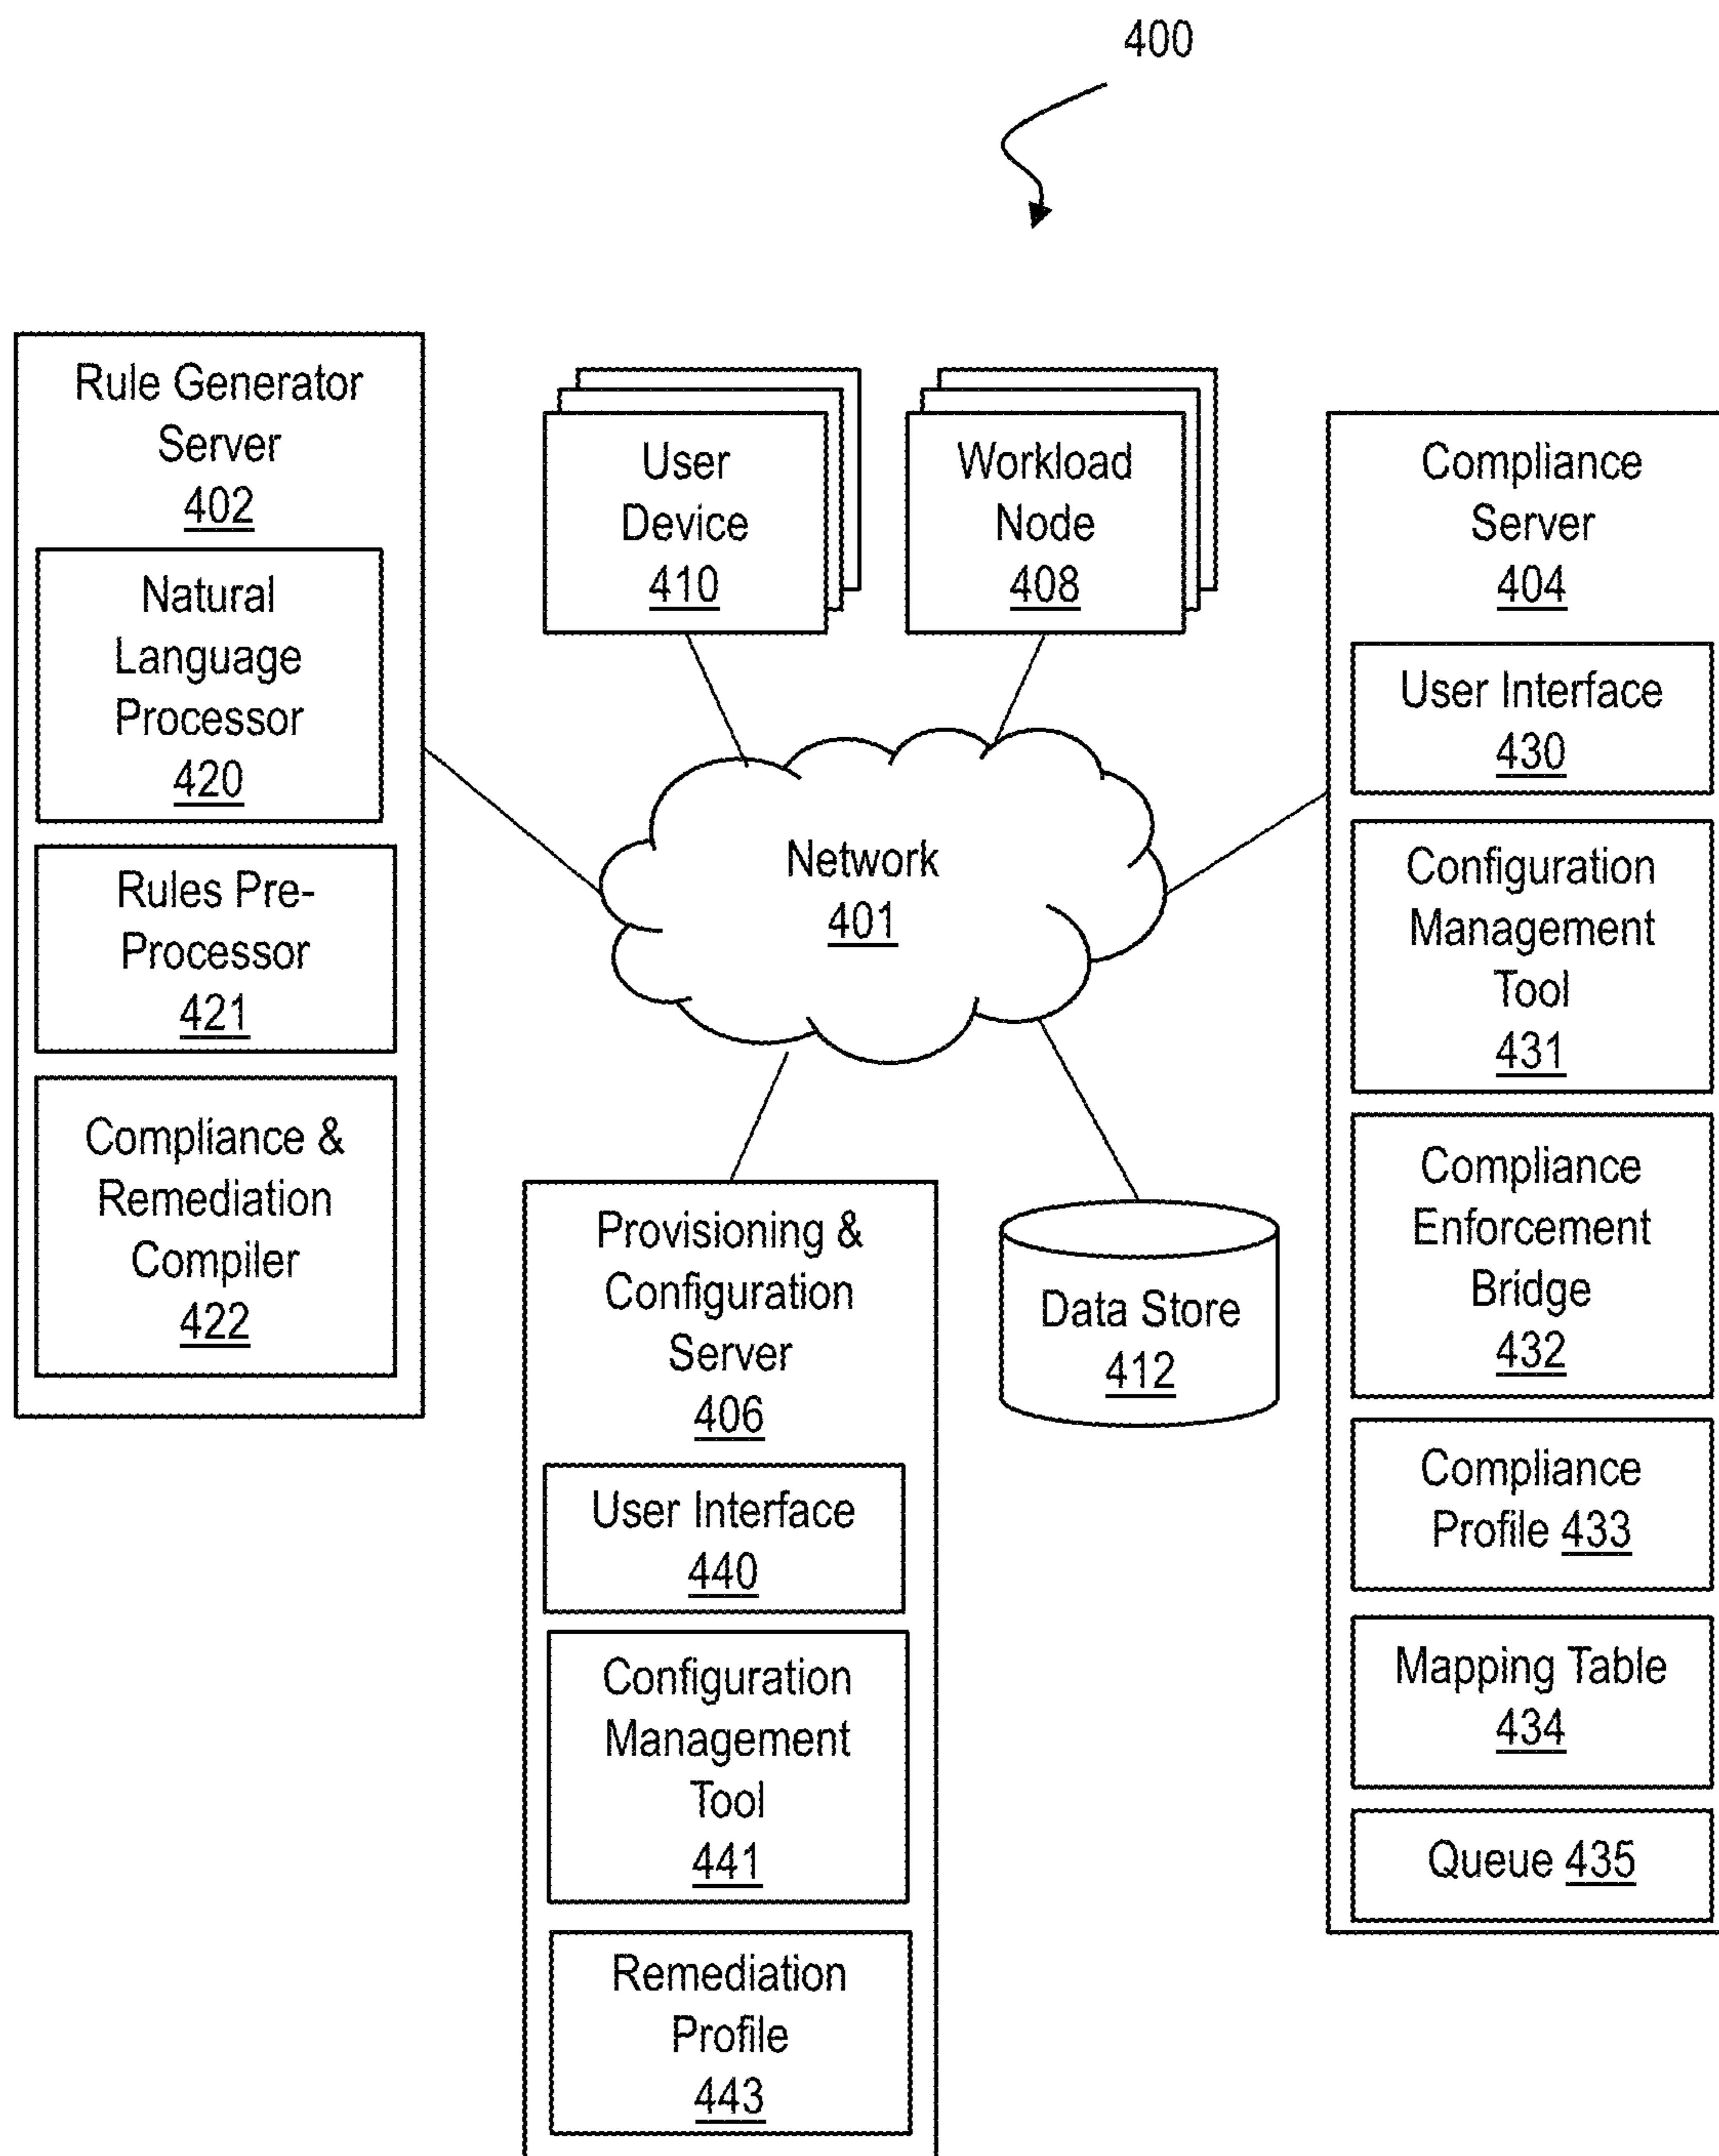 400
Rule Generator
Server
402
Natural
Language
Processor
420
Rules Pre-
Processor
421
Compliance &
Remediation
Compiler
422
User
Device
410
Workload
Node
408
Network
401
Provisioning &
Configuration
Server
406
User Interface
440
Configuration
Management
Tool
441
Remediation
Profile
443
Data Store
412
Compliance
Server
404
User Interface
430
Configuration
Management
Tool
431
Compliance
Enforcement
Bridge
432
Compliance
Profile 433
Mapping Table
434
Queue 435